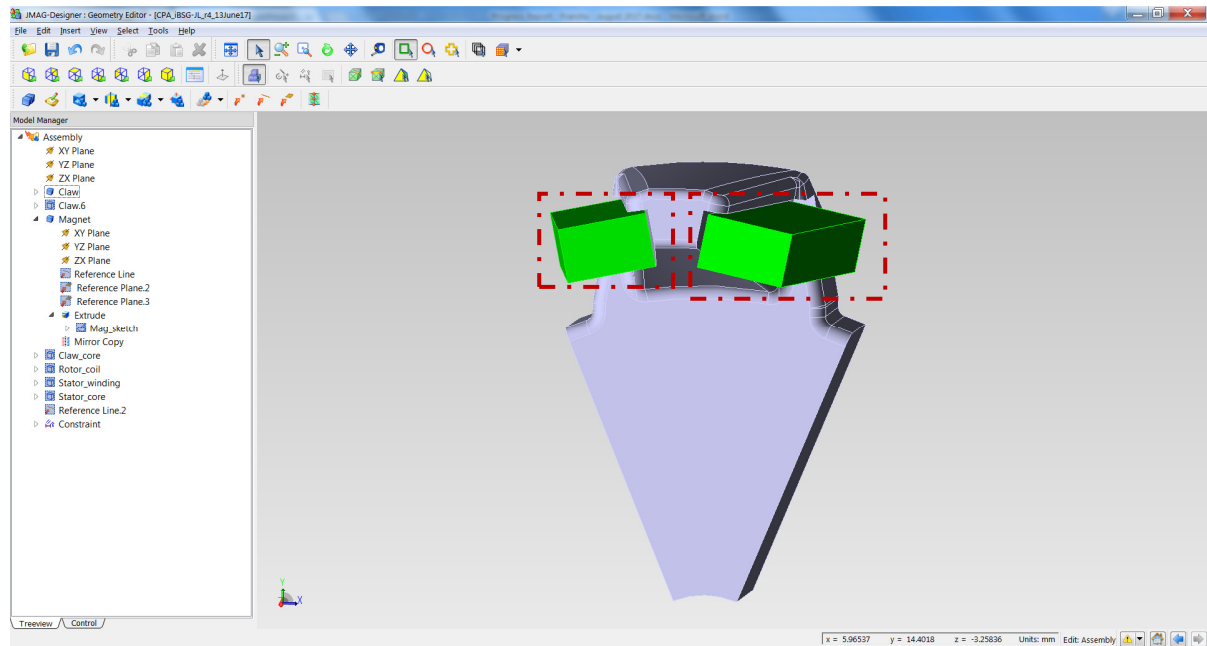 JMAG-Designer : Geometry Editor - [CPA_iBSG-JL_r4_13June17]
File Edit Insert View Select Tools Help
Model Manager
Assembly
XY Plane
YZ Plane
ZX Plane
Claw
Claw.6
Magnet
XY Plane
YZ Plane
ZX Plane
Reference Line
Reference Plane.2
Reference Plane.3
Extrude
Mag_sketch
Mirror Copy
Claw_core
Rotor_coil
Stator_winding
Stator_core
Reference Line.2
Constraint
Y
X
Treeview Control
x = 5.96537 y = 14.4018 z = -3.25836 Units: mm Edit: Assembly